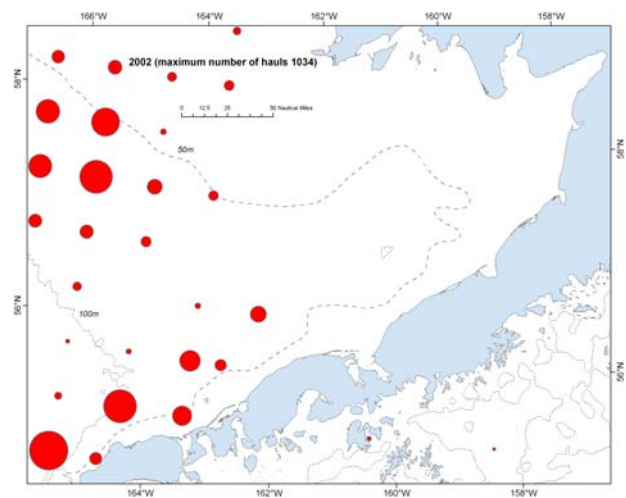 166°W 164°W 162°W 160°W 158°W
2002 (maximum number of hauls 1034)
0 12.5 25 50 Nautical Miles
58°N 58°N
50m
56°N
100m
56°N
164°W 162°W 160°W 158°W